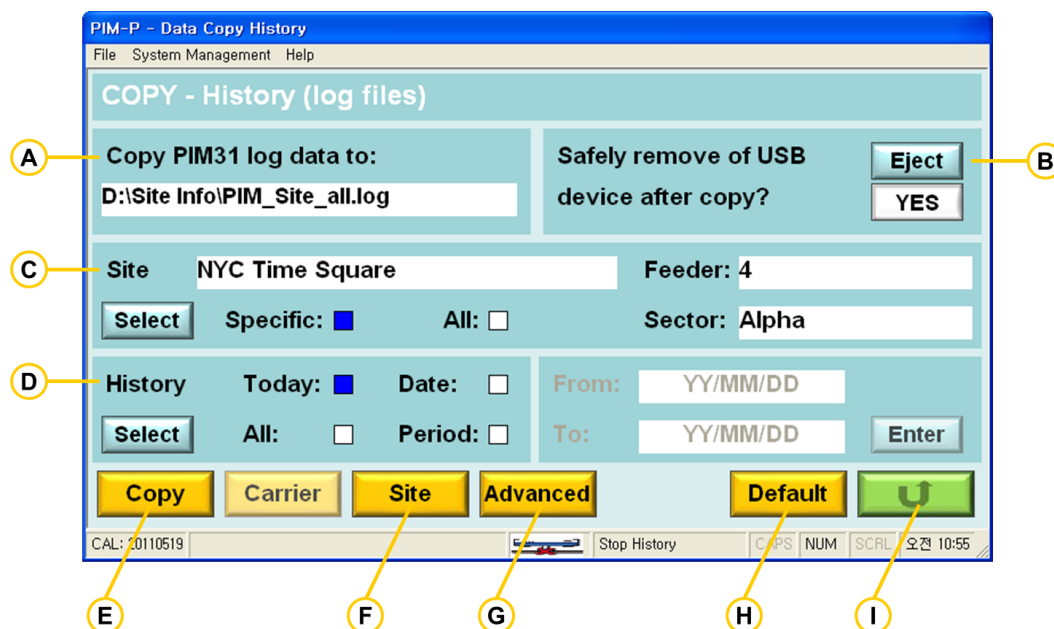 PIM-P - Data Copy History
File System Management Help
COPY - History (log files)
A
Copy PIM31 log data to:
D:\Site Info\PIM_Site_all.log
Safely remove of USB
device after copy?
Eject
YES
B
C
Site NYC Time Square
Feeder: 4
Select Specific: All:
Sector: Alpha
D
History Today: Date:
From: YY/MM/DD
Select All: Period:
To: YY/MM/DD
Enter
Copy Carrier Site Advanced Default
CAL: 20110519 Stop History CAPS NUM SCRL 오전 10:55
E F G H I